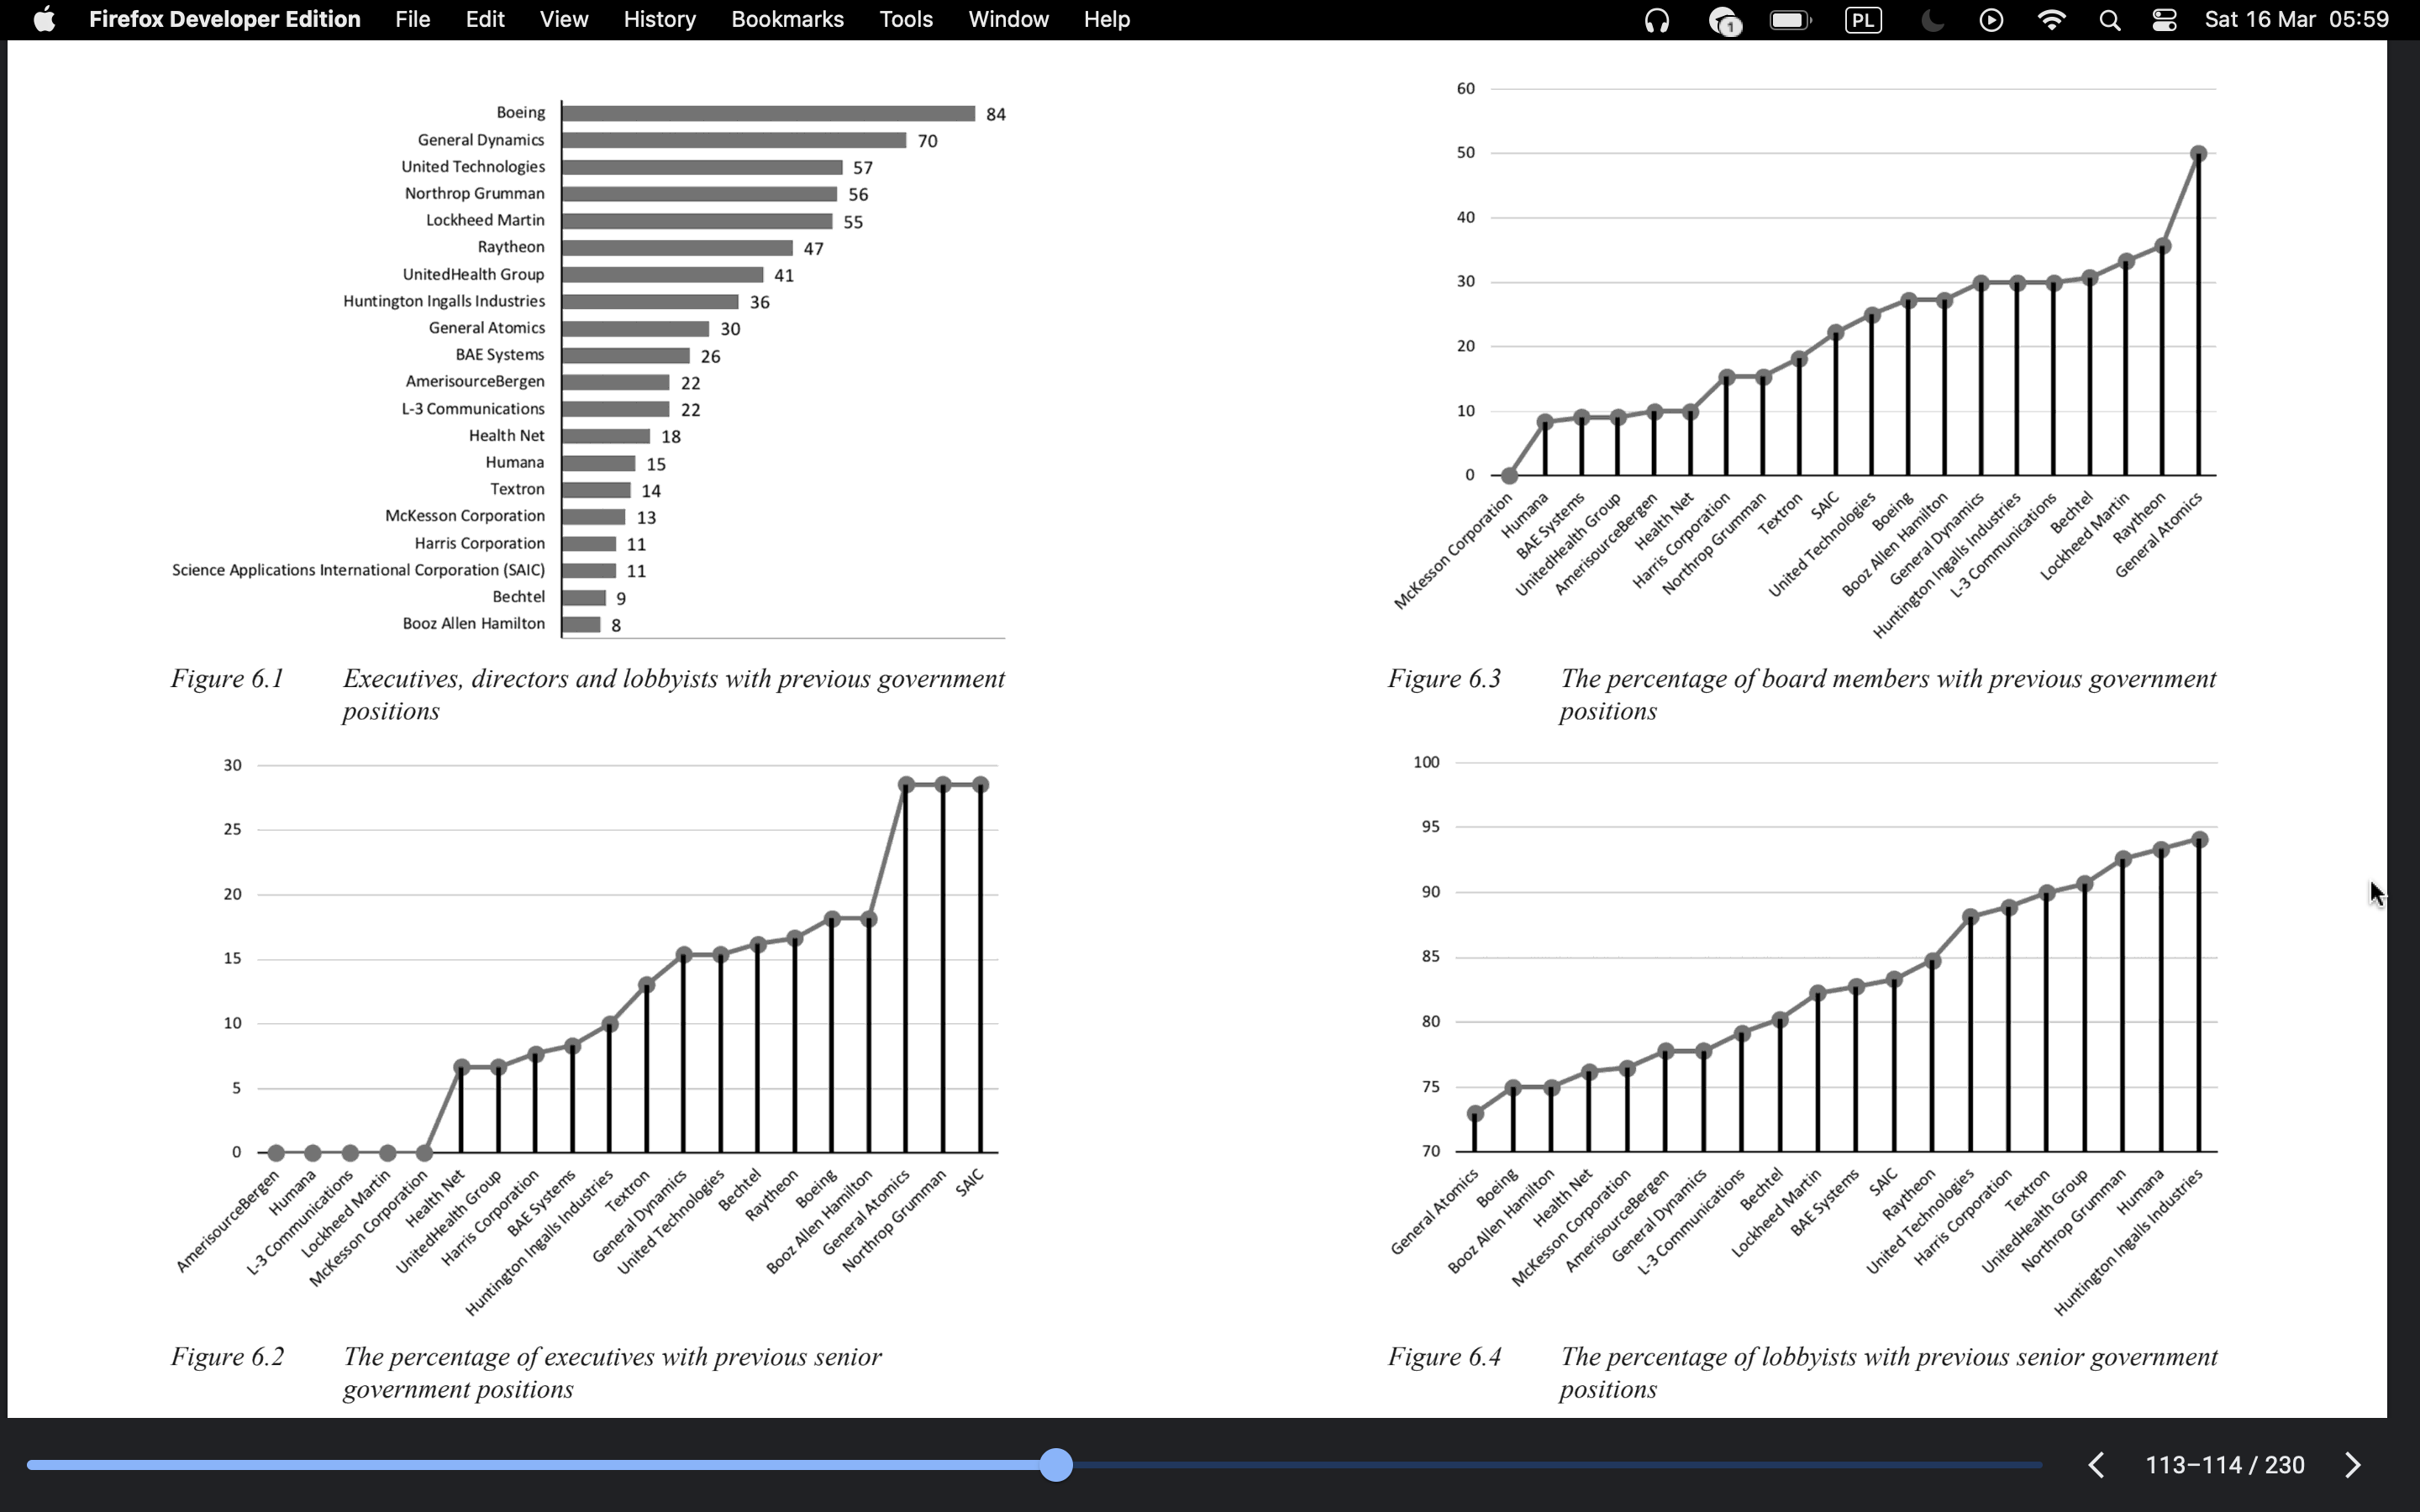 Firefox Developer Edition File Edit View History Bookmarks Tools Window Help 1 PL Sat 16 Mar 05:59
Boeing 84
General Dynamics 70
United Technologies 57
Northrop Grumman 56
Lockheed Martin 55
Raytheon 47
UnitedHealth Group 41
Huntington Ingalls Industries 36
General Atomics 30
BAE Systems 26
AmerisourceBergen 22
L-3 Communications 22
Health Net 18
Humana 15
Textron 14
McKesson Corporation 13
Harris Corporation 11
Science Applications International Corporation (SAIC) 11
Bechtel 9
Booz Allen Hamilton 8
Figure 6.1 Executives, directors and lobbyists with previous government
positions
30
25
20
15
10
5
0
AmerisourceBergen
Humana
L-3 Communications
Lockheed Martin
McKesson Corporation
Health Net
UnitedHealth Group
Harris Corporation
BAE Systems
Huntington Ingalls Industries
Textron
General Dynamics
United Technologies
Bechtel
Raytheon
Boeing
Booz Allen Hamilton
General Atomics
Northrop Grumman
SAIC
Figure 6.2 The percentage of executives with previous senior
government positions
60
50
40
30
20
10
0
McKesson Corporation
Humana
BAE Systems
UnitedHealth Group
AmerisourceBergen
Health Net
Harris Corporation
Northrop Grumman
Textron
SAIC
United Technologies
Boeing
Booz Allen Hamilton
General Dynamics
Huntington Ingalls Industries
L-3 Communications
Bechtel
Lockheed Martin
Raytheon
General Atomics
Figure 6.3 The percentage of board members with previous government
positions
100
95
90
85
80
75
70
General Atomics
Boeing
Booz Allen Hamilton
Health Net
McKesson Corporation
AmerisourceBergen
General Dynamics
L-3 Communications
Bechtel
Lockheed Martin
BAE Systems
SAIC
Raytheon
United Technologies
Harris Corporation
Textron
UnitedHealth Group
Northrop Grumman
Humana
Huntington Ingalls Industries
Figure 6.4 The percentage of lobbyists with previous senior government
positions
113–114 / 230